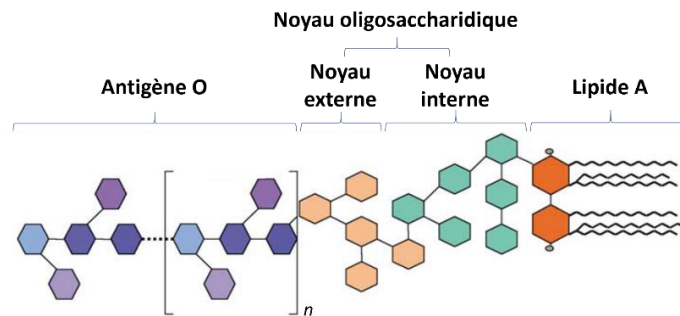 Noyau oligosaccharidique
Antigène O
Noyau
externe
Noyau
interne
Lipide A
n